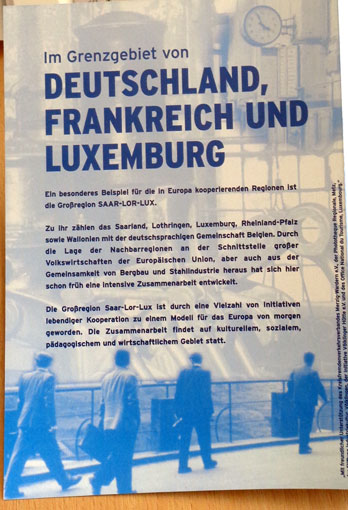 Im Grenzgebiet von
DEUTSCHLAND,
FRANKREICH UND
LUXEMBURG
Ein besonderes Beispiel für die in Europa kooperierenden Regionen ist
die Großregion SAAR-LOR-LUX.
Zu ihr zählen das Saarland, Lothringen, Luxemburg, Rheinland-Pfalz
sowie Wallonien mit der deutschsprachigen Gemeinschaft Belgien. Durch
die Lage der Nachbarregionen an der Schnittstelle großer
Volkswirtschaften der Europäischen Union, aber auch aus der
Gemeinsamkeit von Bergbau und Stahlindustrie heraus hat sich hier
schon früh eine intensive Zusammenarbeit entwickelt.
Die Großregion Saar-Lor-Lux ist durch eine Vielzahl von Initiativen
lebendiger Kooperation zu einem Modell für das Europa von morgen
geworden. Die Zusammenarbeit findet auf kulturellem, sozialem,
pädagogischem und wirtschaftlichem Gebiet statt.